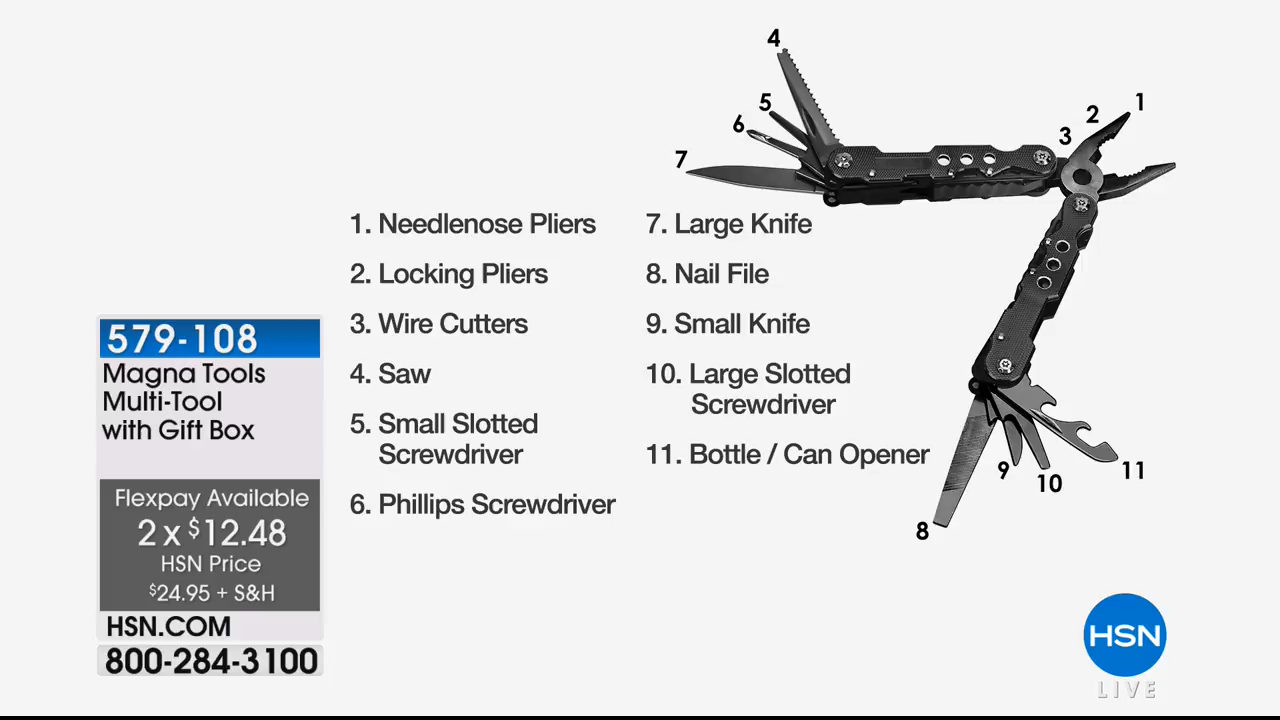 4
5
6
7
3
2
1
1. Needlenose Pliers
2. Locking Pliers
3. Wire Cutters
4. Saw
5. Small Slotted
Screwdriver
6. Phillips Screwdriver
7. Large Knife
8. Nail File
9. Small Knife
10. Large Slotted
Screwdriver
11. Bottle / Can Opener
9
10
11
8
579-108
Magna Tools
Multi-Tool
with Gift Box
Flexpay Available
2 x $12.48
HSN Price
$24.95 + S&H
HSN.COM
800-284-3100
HSN
LIVE